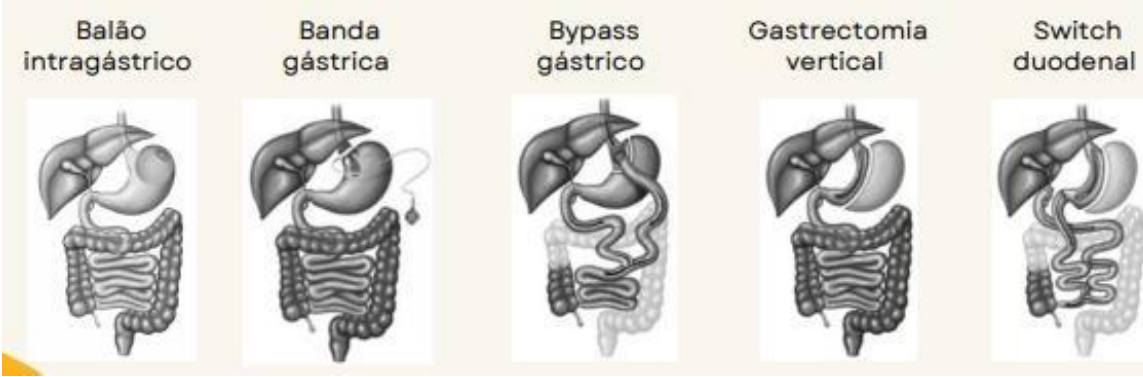 Balão
intragástrico
Banda
gástrica
Bypass
gástrico
Gastrectomia
vertical
Switch
duodenal